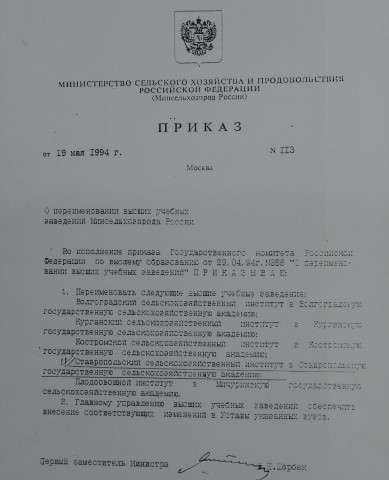 МИНИСТЕРСТВО СЕЛЬСКОГО ХОЗЯЙСТВА И ПРОДОВОЛЬСТВИЯ
РОССИЙСКОЙ ФЕДЕРАЦИИ
(Минсельхозпрод России)
ПРИКАЗ
от 19 мая 1994 г.
N 113
Москва
О переименовании высших учебных
заведений Минсельхозпрода России
Во исполнение приказа Государственного комитета Российской
Федерации по высшему образованию от 29.04.94г. N388 "О переимено-
вании высших учебных заведений" П Р И К А З Ы В А Ю:
1. Переименовать следующие высшие учебные заведения:
Волгоградский сельскохозяйственный институт в Волгоградскую
государственную сельскохозяйственную академию;
Курганский сельскохозяйственный институт в Курганскую
государственную сельскохозяйственную академию;
Костромской сельскохозяйственный институт в Костромскую
государственную сельскохозяйственную академию;
Ставропольский сельскохозяйственный институт в Ставропольскую
государственную сельскохозяйственную академию;
Плодоовощной институт в Мичуринскую государственную
сельскохозяйственную академию.
2. Главному управлению высших учебных заведений обеспечить
внесение соответствующих изменений в Уставы указанных вузов.
Первый заместитель Министра